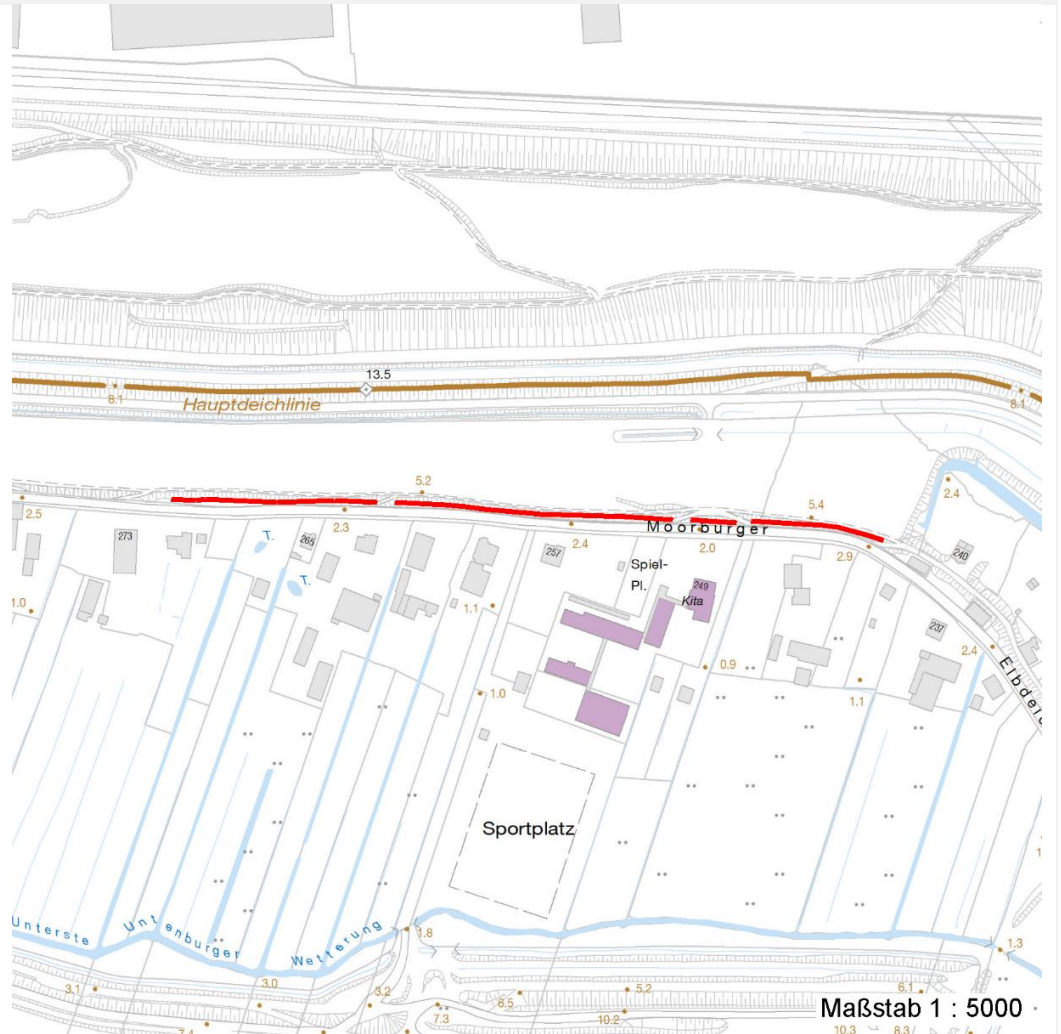 13.5
8.1
Hauptdeichlinie
8.1
5.2
2.4
2.5
5.4
2.3
2.4
Moorburger
2.0
2.9
273
T.
265
257
Spiel-
Pl.
240
T.
249
Kita
1.0
1.1
237
2.4
0.9
1.0
1.1
Elbdeic
Sportplatz
Unterste
Untenburger
Wetterung
1.8
1.3
3.1
3.0
3.2
6.5
5.2
6.1
7.3
10.2
Maßstab 1 : 5000
7.4
10.3
8.3